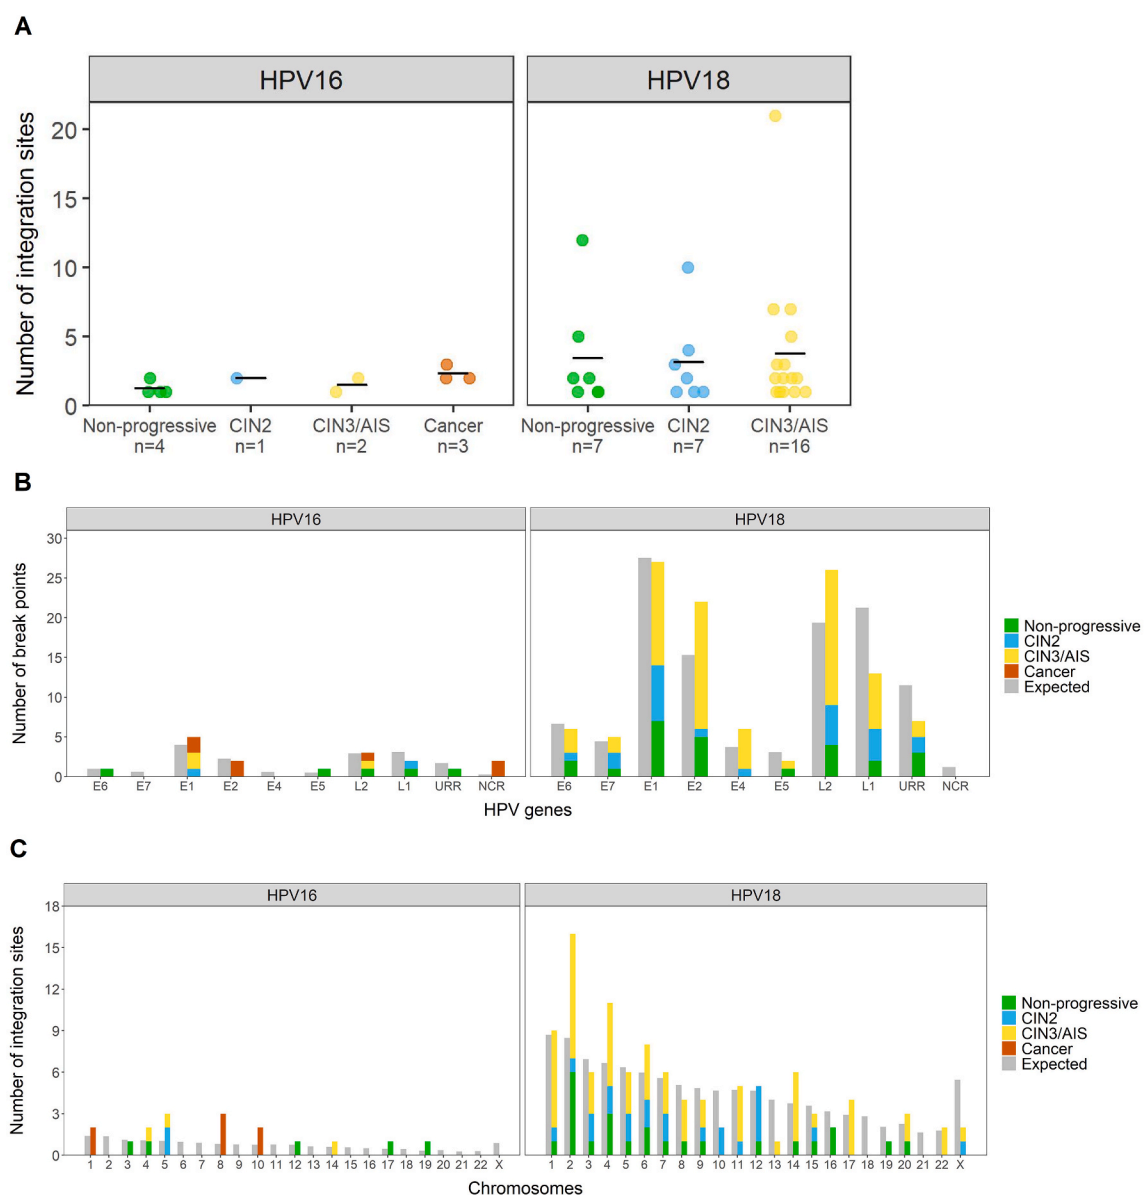 A
HPV16
HPV18
Number of integration sites
20
15
10
5
0
Non-progressive
n=4
CIN2
n=1
CIN3/AIS
n=2
Cancer
n=3
Non-progressive
n=7
CIN2
n=7
CIN3/AIS
n=16
B
HPV16
HPV18
Number of break points
30
25
20
15
10
5
0
E6 E7 E1 E2 E4 E5 L2 L1 URR NCR
E6 E7 E1 E2 E4 E5 L2 L1 URR NCR
HPV genes
Non-progressive
CIN2
CIN3/AIS
Cancer
Expected
C
HPV16
HPV18
Number of integration sites
18
15
12
9
6
3
0
1 2 3 4 5 6 7 8 9 10 11 12 13 14 15 16 17 18 19 20 21 22 X
1 2 3 4 5 6 7 8 9 10 11 12 13 14 15 16 17 18 19 20 21 22 X
Chromosomes
Non-progressive
CIN2
CIN3/AIS
Cancer
Expected